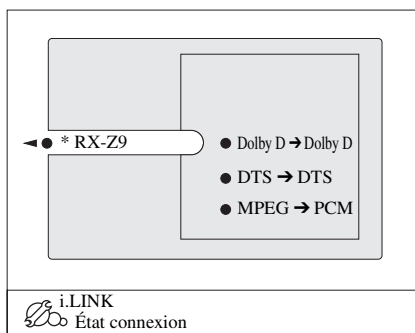 * RX-Z9
Dolby D ➔ Dolby D
DTS ➔ DTS
MPEG ➔ PCM
i.LINK
État connexion